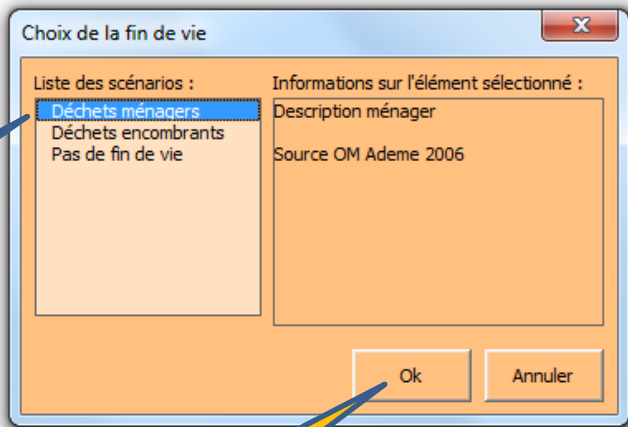 Choix de la fin de vie
Liste des scénarios :
Déchets ménagers
Déchets encombrants
Pas de fin de vie
Informations sur l'élément sélectionné :
Description ménager
Source OM Ademe 2006
Ok
Annuler